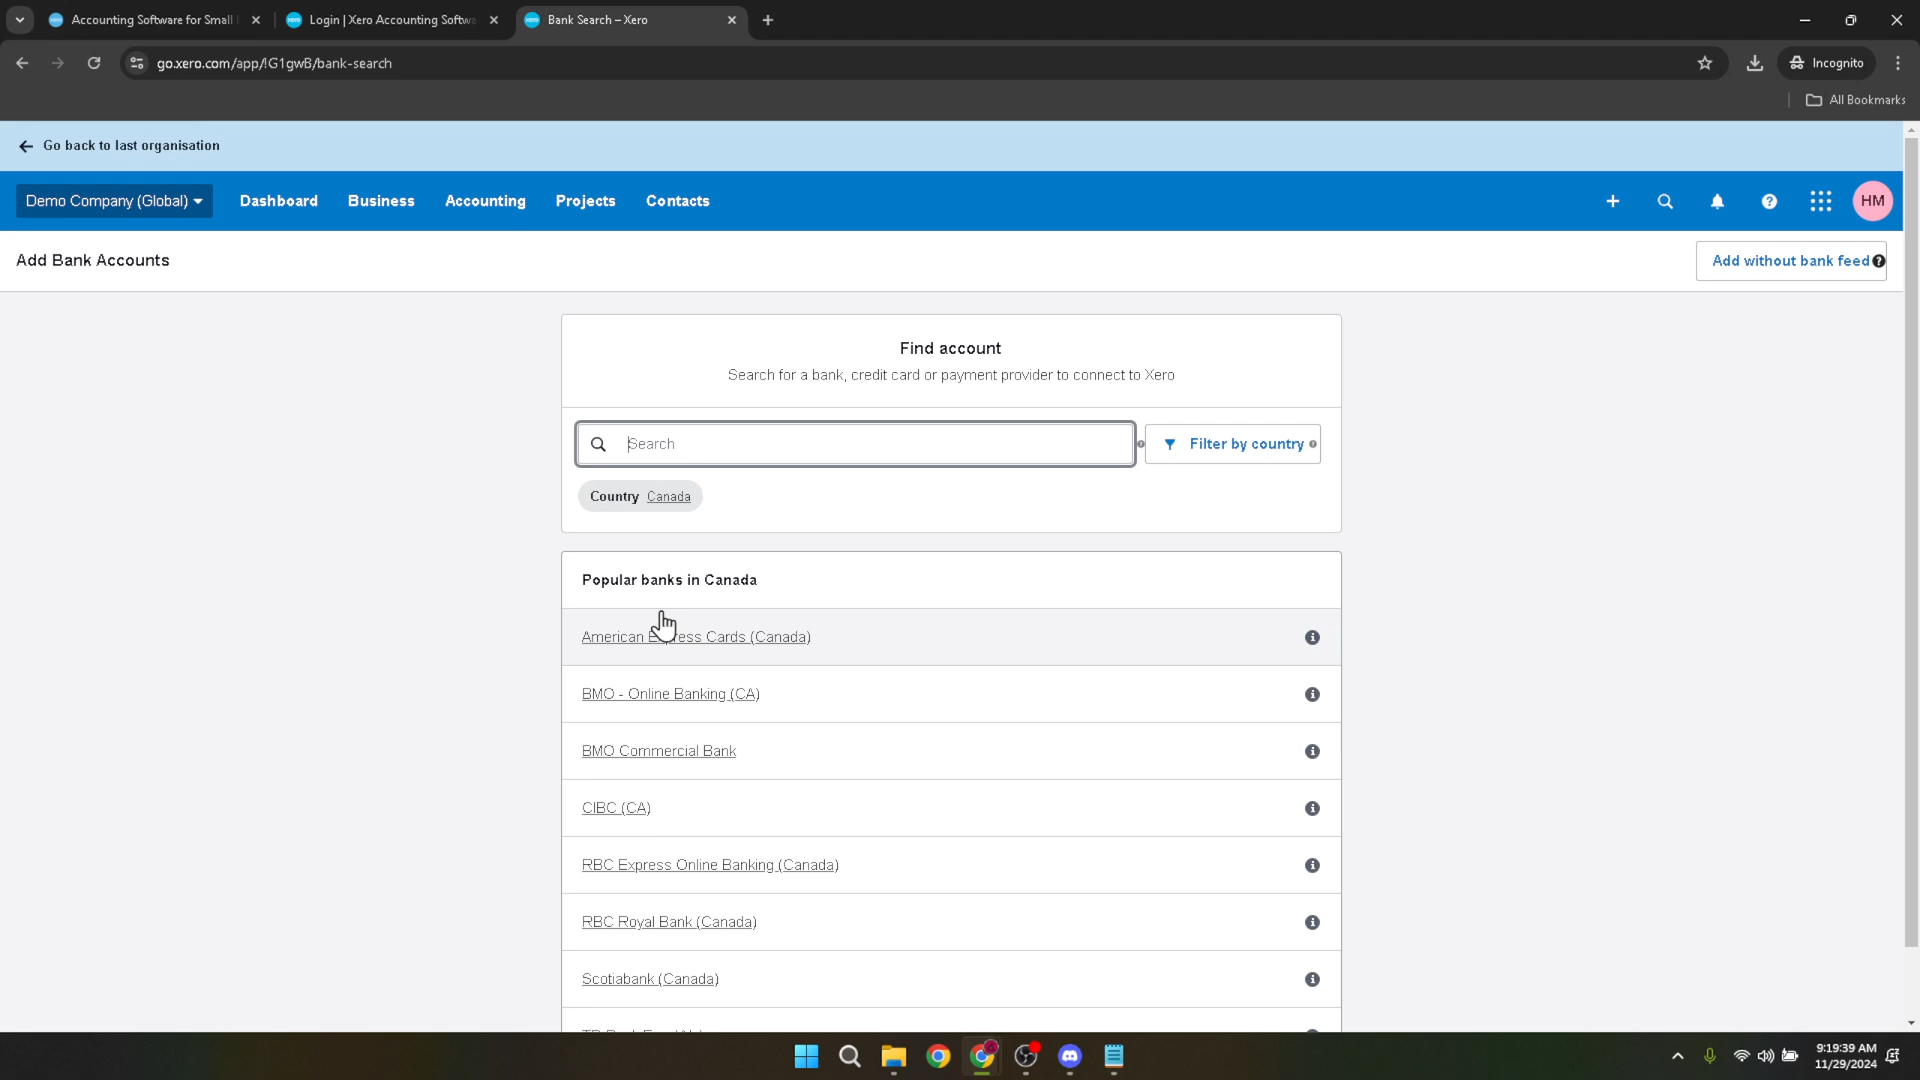 Accounting Software for Small
Login | Xero Accounting Softwa
Bank Search – Xero
go.xero.com/app/!G1gwB/bank-search
Incognito
All Bookmarks
Go back to last organisation
Demo Company (Global)
Dashboard
Business
Accounting
Projects
Contacts
HM
Add Bank Accounts
Add without bank feed
Find account
Search for a bank, credit card or payment provider to connect to Xero
Search
Filter by country
Country Canada
Popular banks in Canada
American Express Cards (Canada)
BMO - Online Banking (CA)
BMO Commercial Bank
CIBC (CA)
RBC Express Online Banking (Canada)
RBC Royal Bank (Canada)
Scotiabank (Canada)
9:19:39 AM
11/29/2024